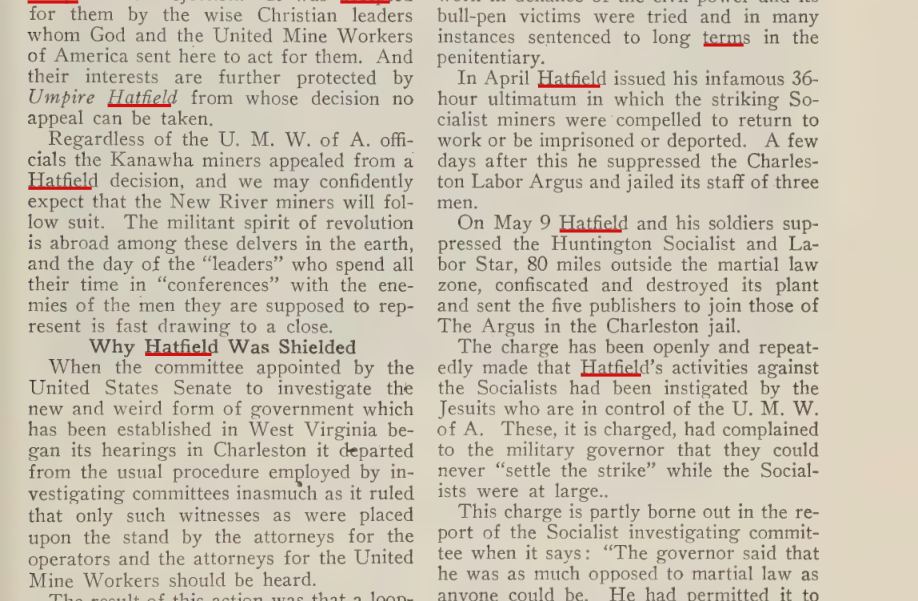 for them by the wise Christian leaders
whom God and the United Mine Workers
of America sent here to act for them. And
their interests are further protected by
Umpire Hatfield from whose decision no
appeal can be taken.
Regardless of the U. M. W. of A. offi-
cials the Kanawha miners appealed from a
Hatfield decision, and we may confidently
expect that the New River miners will fol-
low suit. The militant spirit of revolution
is abroad among these delvers in the earth,
and the day of the “leaders” who spend all
their time in “conferences” with the ene-
mies of the men they are supposed to rep-
resent is fast drawing to a close.
Why Hatfield Was Shielded
When the committee appointed by the
United States Senate to investigate the
new and weird form of government which
has been established in West Virginia be-
gan its hearings in Charleston it departed
from the usual procedure employed by in-
vestigating committees inasmuch as it ruled
that only such witnesses as were placed
upon the stand by the attorneys for the
operators and the attorneys for the United
Mine Workers should be heard.
The result of this action was that a loop-
bull-pen victims were tried and in many
instances sentenced to long terms in the
penitentiary.
In April Hatfield issued his infamous 36-
hour ultimatum in which the striking So-
cialist miners were compelled to return to
work or be imprisoned or deported. A few
days after this he suppressed the Charles-
ton Labor Argus and jailed its staff of three
men.
On May 9 Hatfield and his soldiers sup-
pressed the Huntington Socialist and La-
bor Star, 80 miles outside the martial law
zone, confiscated and destroyed its plant
and sent the five publishers to join those of
The Argus in the Charleston jail.
The charge has been openly and repeat-
edly made that Hatfield’s activities against
the Socialists had been instigated by the
Jesuits who are in control of the U. M. W.
of A. These, it is charged, had complained
to the military governor that they could
never “settle the strike” while the Social-
ists were at large..
This charge is partly borne out in the re-
port of the Socialist investigating commit-
tee when it says: “The governor said that
he was as much opposed to martial law as
anyone could be. He had permitted it to